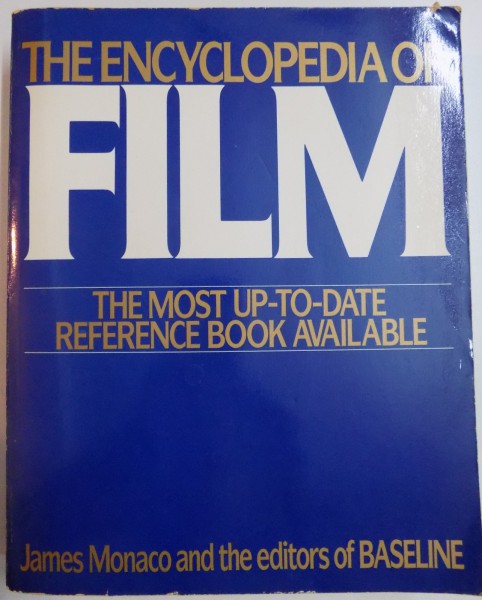 THE ENCYCLOPEDIA OF
FILM
THE MOST UP-TO-DATE
REFERENCE BOOK AVAILABLE
James Monaco and the editors of BASELINE